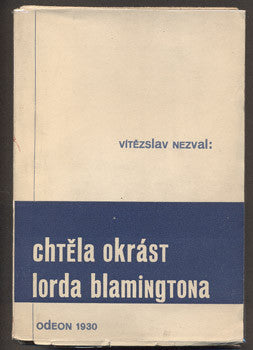 vítězslav nezval:
chtěla okrást
lorda blamingtona
odeon 1930